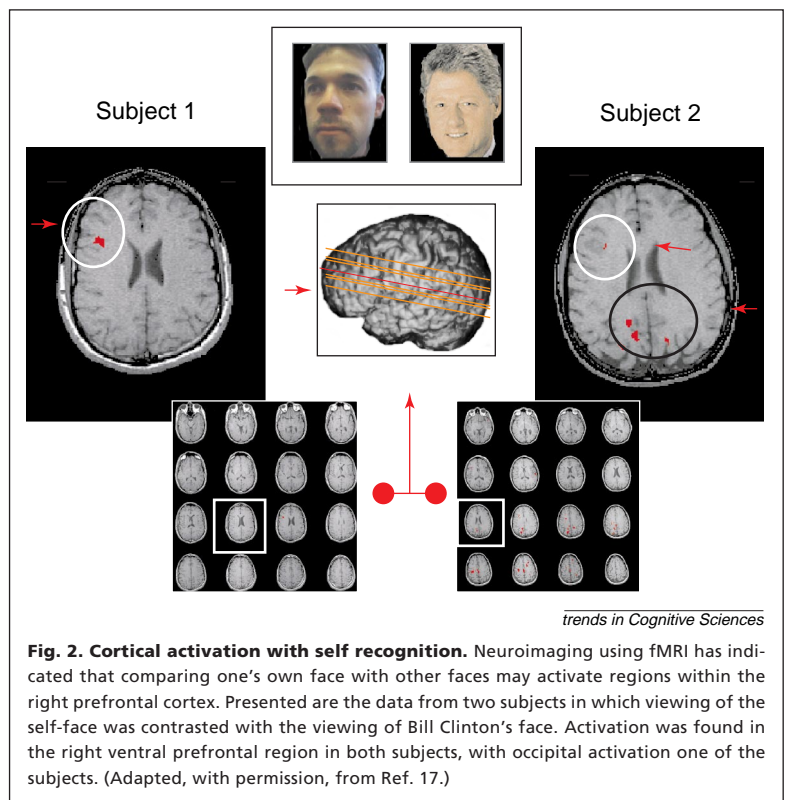 Subject 1
Subject 2
trends in Cognitive Sciences
Fig. 2. Cortical activation with self recognition. Neuroimaging using fMRI has indi-
cated that comparing one's own face with other faces may activate regions within the
right prefrontal cortex. Presented are the data from two subjects in which viewing of the
self-face was contrasted with the viewing of Bill Clinton's face. Activation was found in
the right ventral prefrontal region in both subjects, with occipital activation one of the
subjects. (Adapted, with permission, from Ref. 17.)